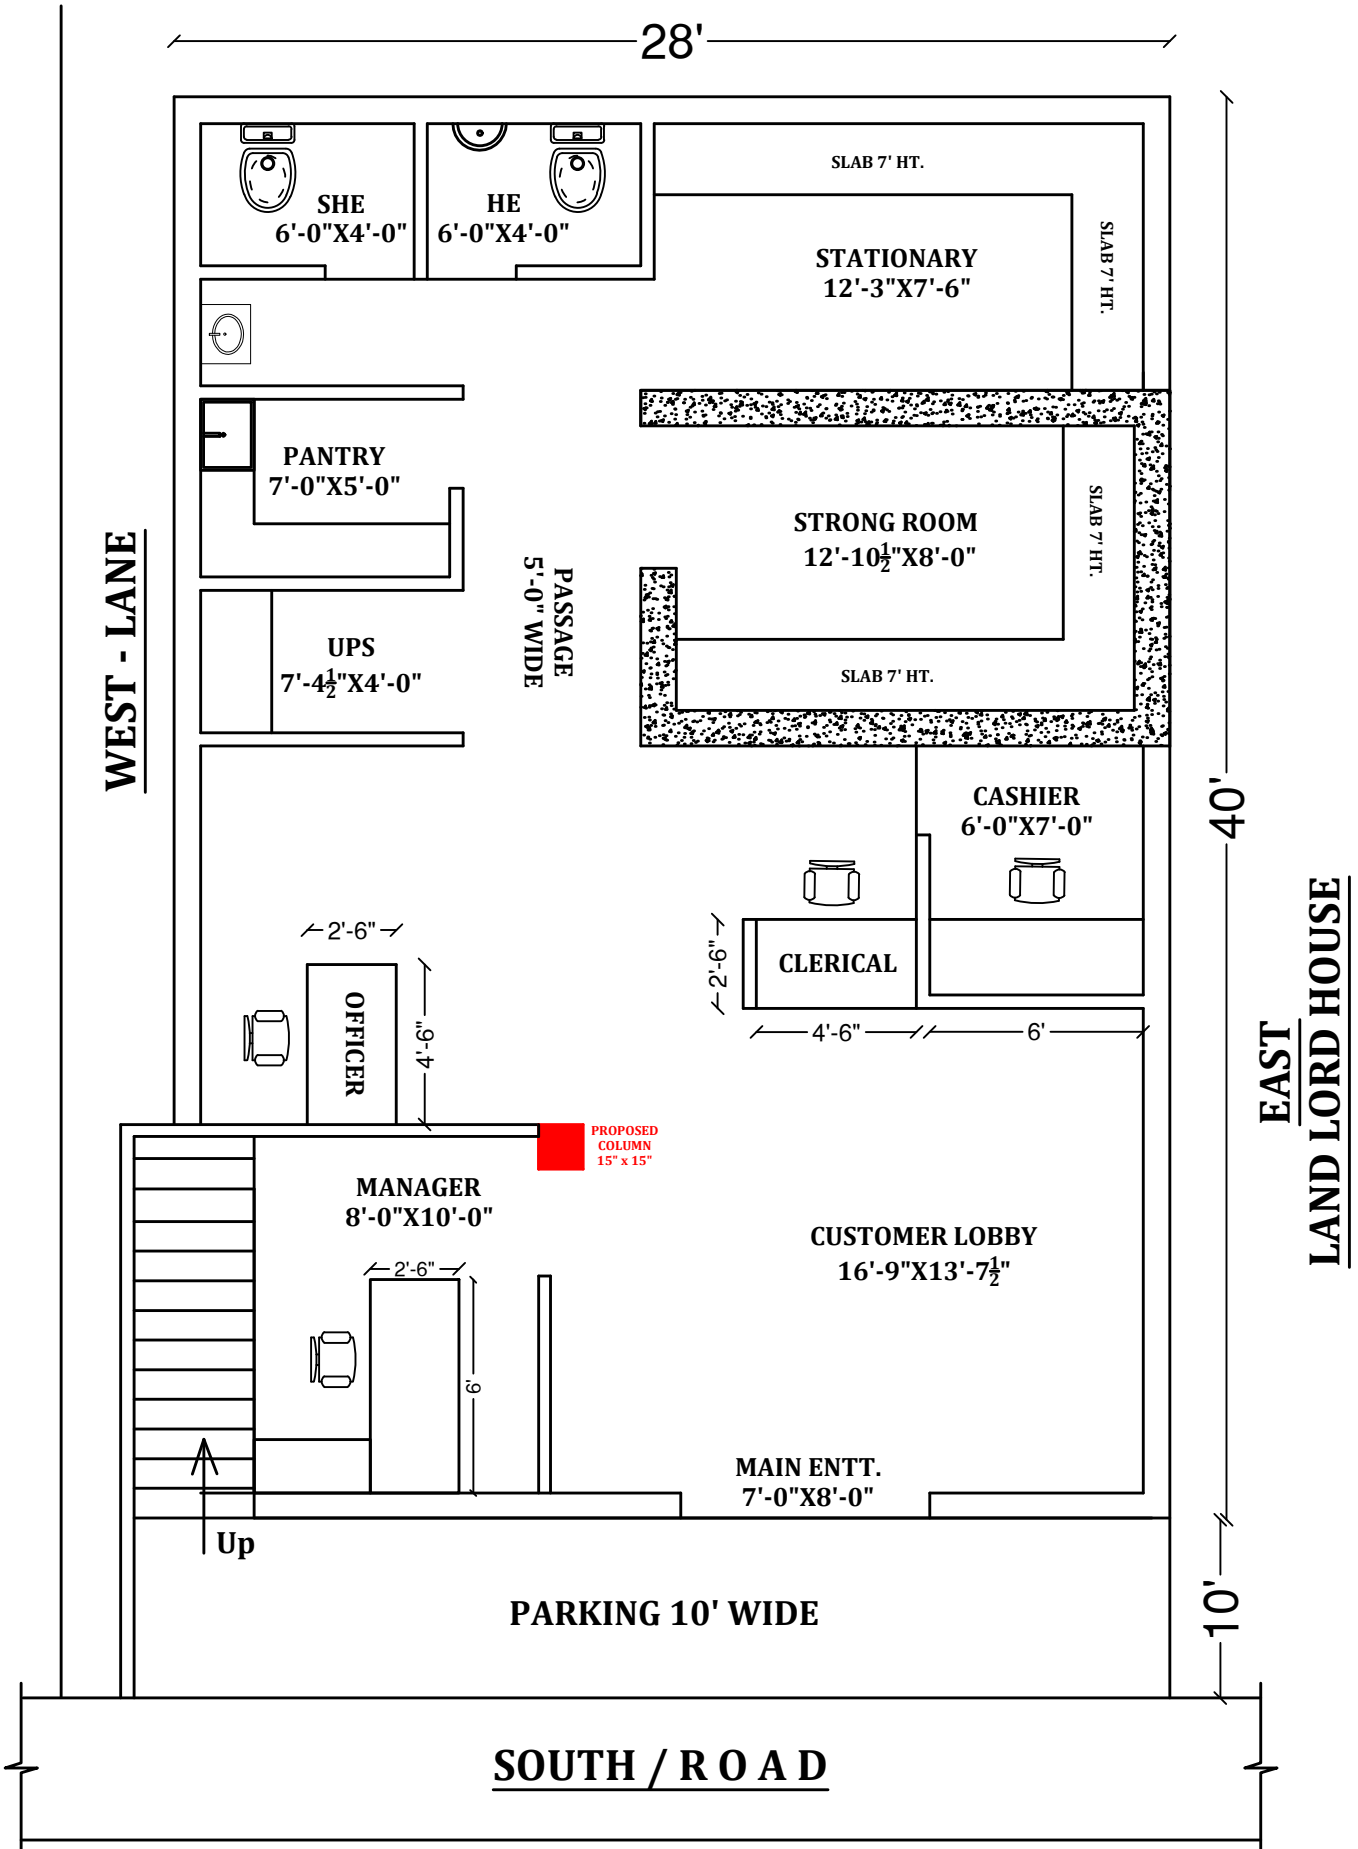 28'
SLAB 7' HT.
SHE
6'-0"X4'-0"
HE
6'-0"X4'-0"
STATIONARY
12'-3"X7'-6"
SLAB 7' HT.
PANTRY
7'-0"X5'-0"
STRONG ROOM
12'-10½"X8'-0"
SLAB 7' HT.
WEST - LANE
PASSAGE
5'-0" WIDE
UPS
7'-4½"X4'-0"
SLAB 7' HT.
CASHIER
6'-0"X7'-0"
40'
2'-6"
OFFICER
4'-6"
2'-6"
CLERICAL
4'-6"
6'
EAST
LAND LORD HOUSE
PROPOSED
COLUMN
15" x 15"
MANAGER
8'-0"X10'-0"
2'-6"
6'
CUSTOMER LOBBY
16'-9"X13'-7½"
MAIN ENTT.
7'-0"X8'-0"
Up
PARKING 10' WIDE
10'
SOUTH / R O A D